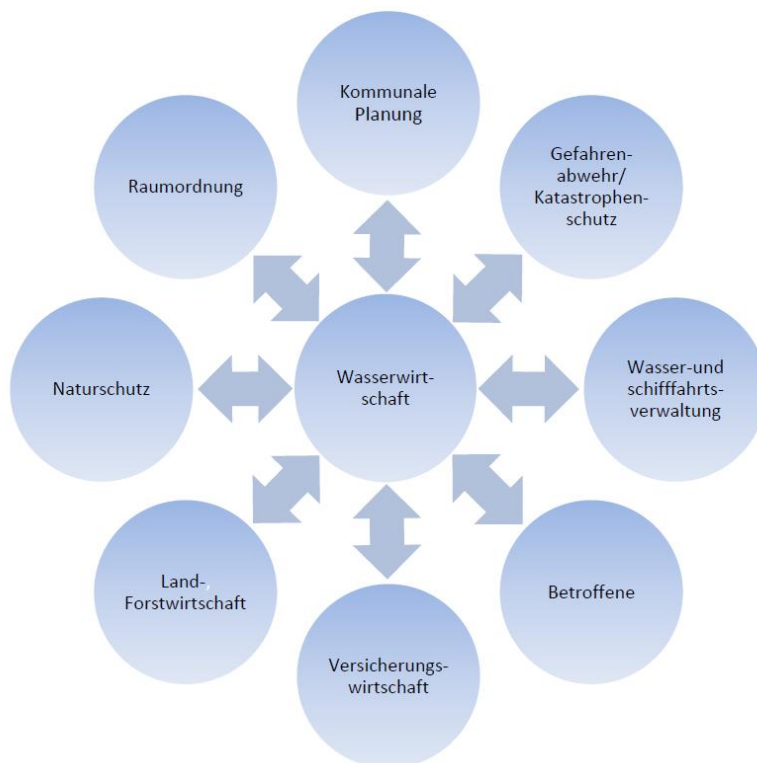 Kommunale
Planung
Gefahren-
abwehr/
Katastrophen-
schutz
Raumordnung
Naturschutz
Wasserwirt-
schaft
Wasser-und
schifffahrts-
verwaltung
Land-,
Forstwirtschaft
Betroffene
Versicherungs-
wirtschaft